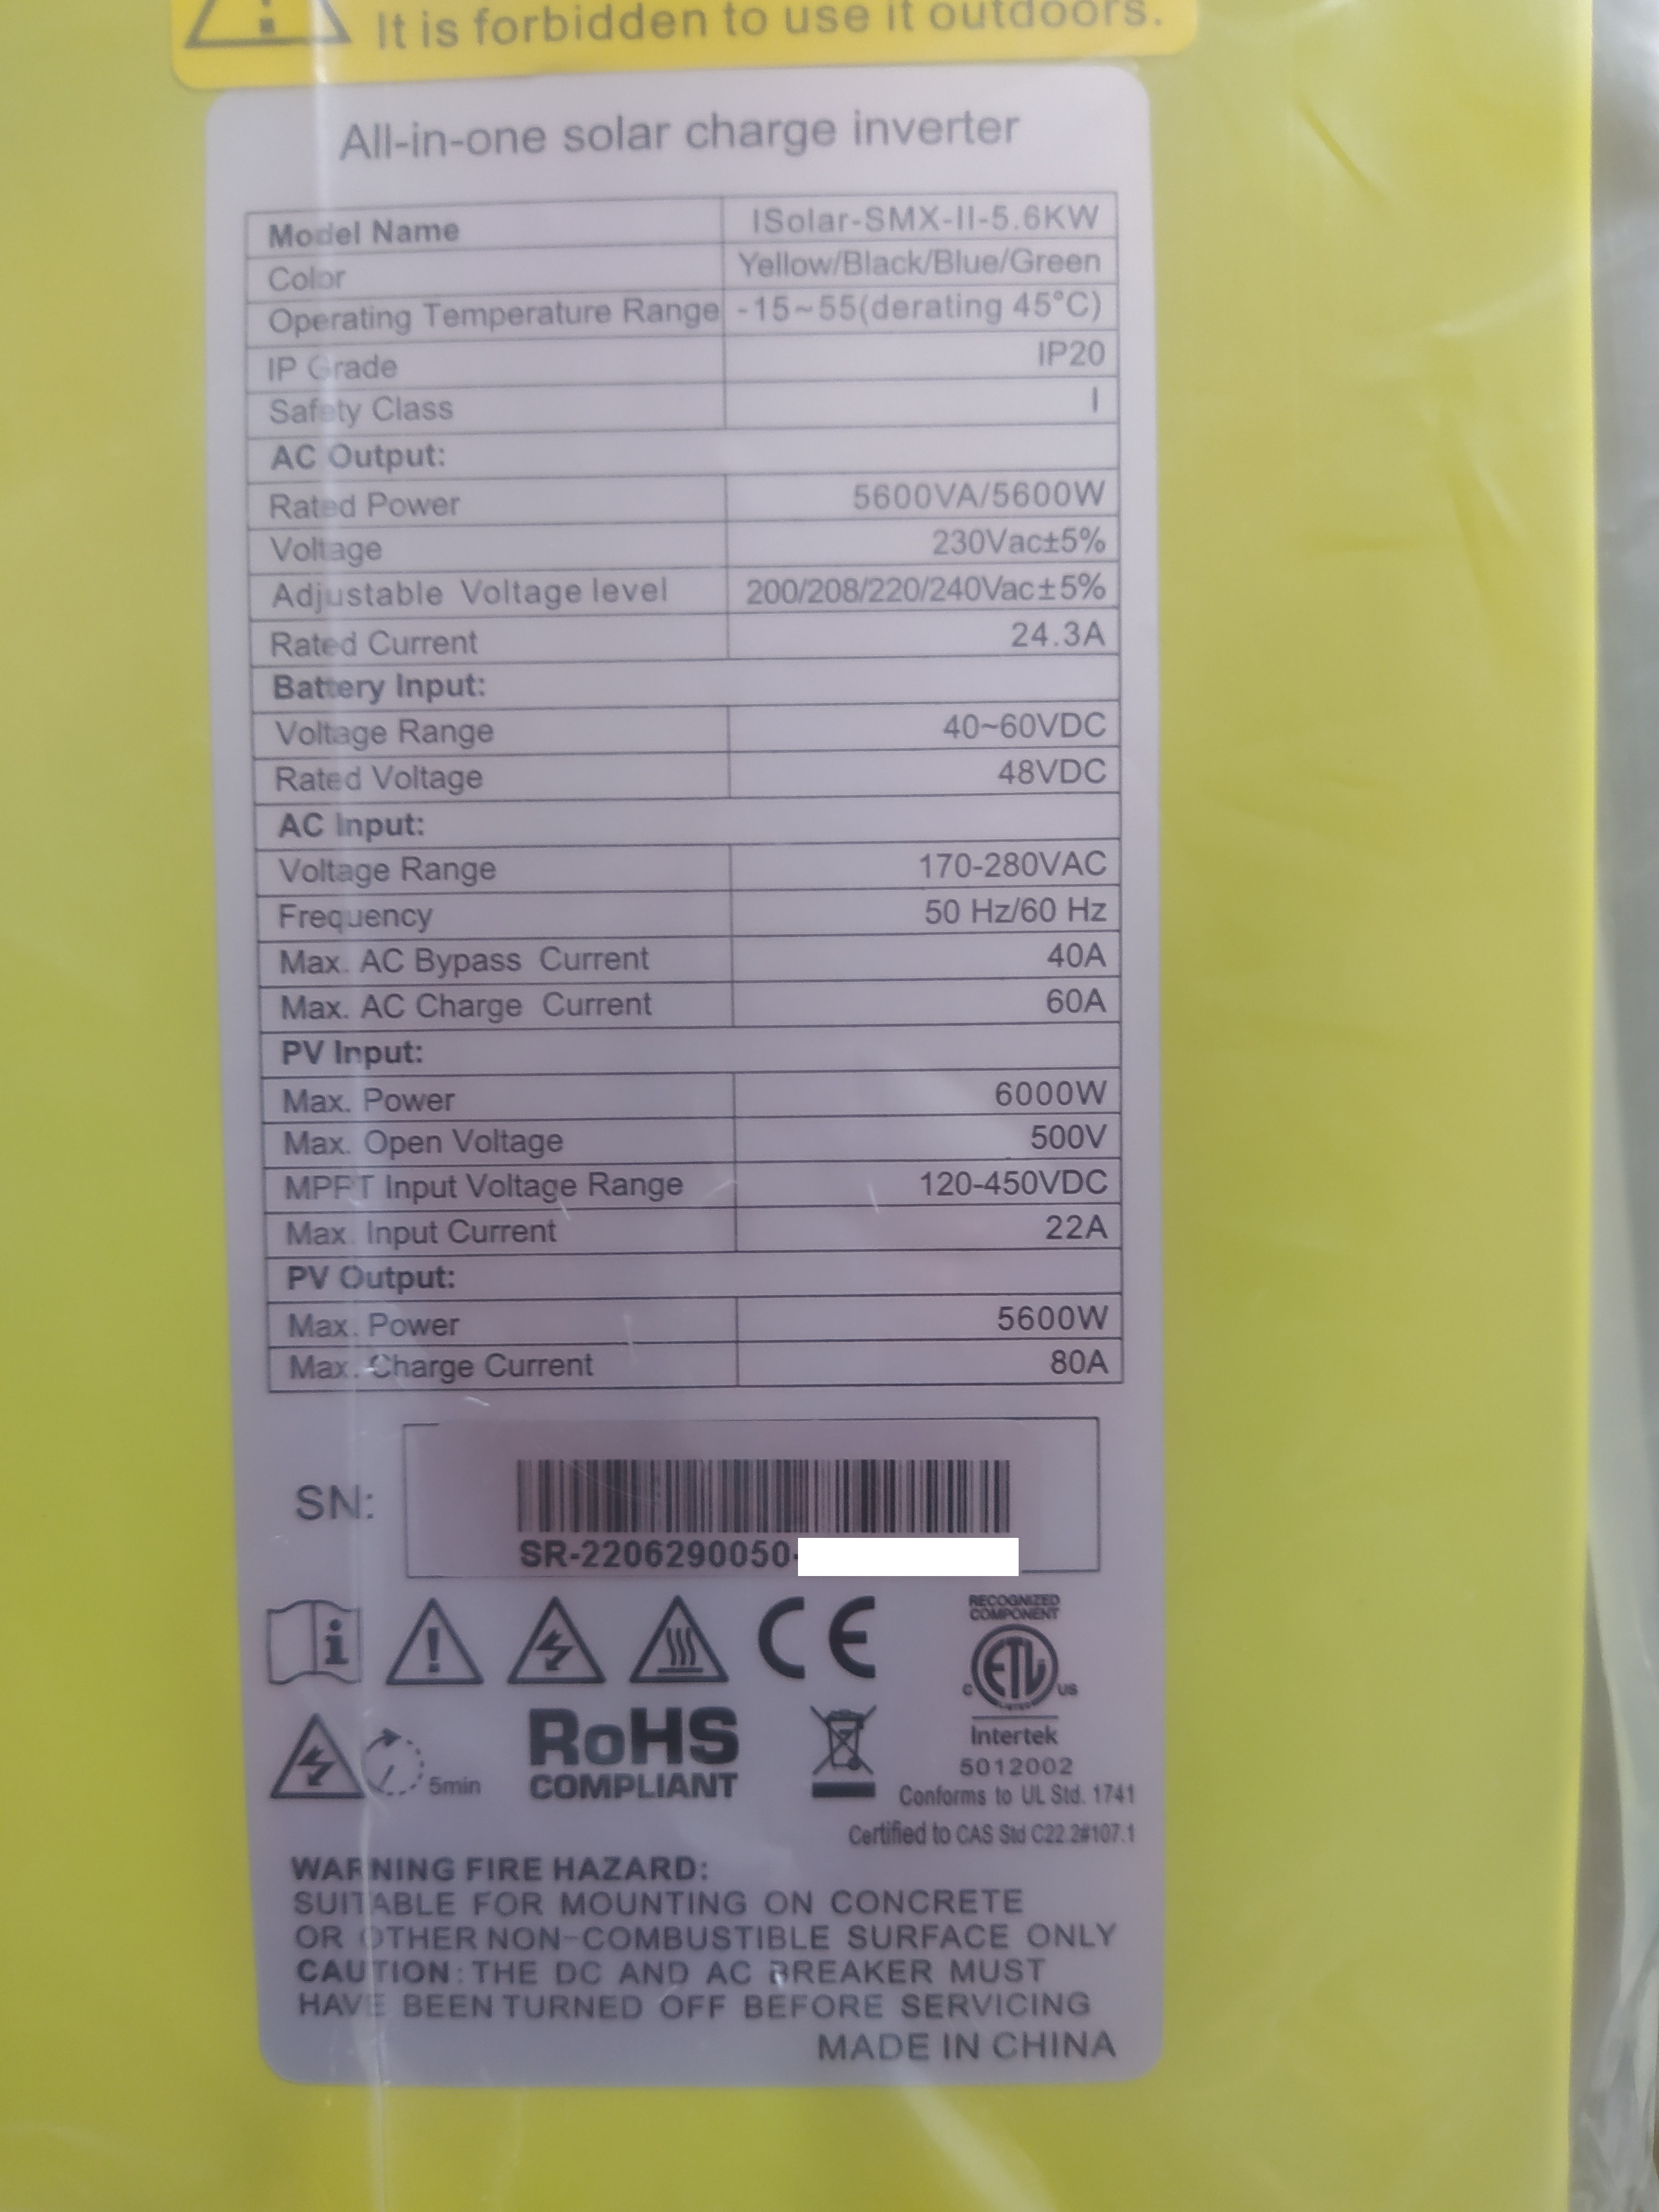 It is forbidden to use it outdoors.
All-in-one solar charge inverter
Model Name ISolar-SMX-II-5.6KW
Color Yellow/Black/Blue/Green
Operating Temperature Range -15~55(derating 45°C)
IP Grade IP20
Safety Class I
AC Output:
Rated Power 5600VA/5600W
Voltage 230Vac±5%
Adjustable Voltage level 200/208/220/240Vac±5%
Rated Current 24.3A
Battery Input:
Voltage Range 40~60VDC
Rated Voltage 48VDC
AC Input:
Voltage Range 170-280VAC
Frequency 50 Hz/60 Hz
Max. AC Bypass Current 40A
Max. AC Charge Current 60A
PV Input:
Max. Power 6000W
Max. Open Voltage 500V
MPPT Input Voltage Range 120-450VDC
Max. Input Current 22A
PV Output:
Max. Power 5600W
Max. Charge Current 80A
SN:
SR-2206290050-
RECOGNIZED
COMPONENT
i ! CE
C ETL US
Intertek
5012002
5min
RoHS
COMPLIANT
Conforms to UL Std. 1741
Certified to CAS Std C22.2#107.1
WARNING FIRE HAZARD:
SUITABLE FOR MOUNTING ON CONCRETE
OR OTHER NON-COMBUSTIBLE SURFACE ONLY
CAUTION: THE DC AND AC BREAKER MUST
HAVE BEEN TURNED OFF BEFORE SERVICING
MADE IN CHINA